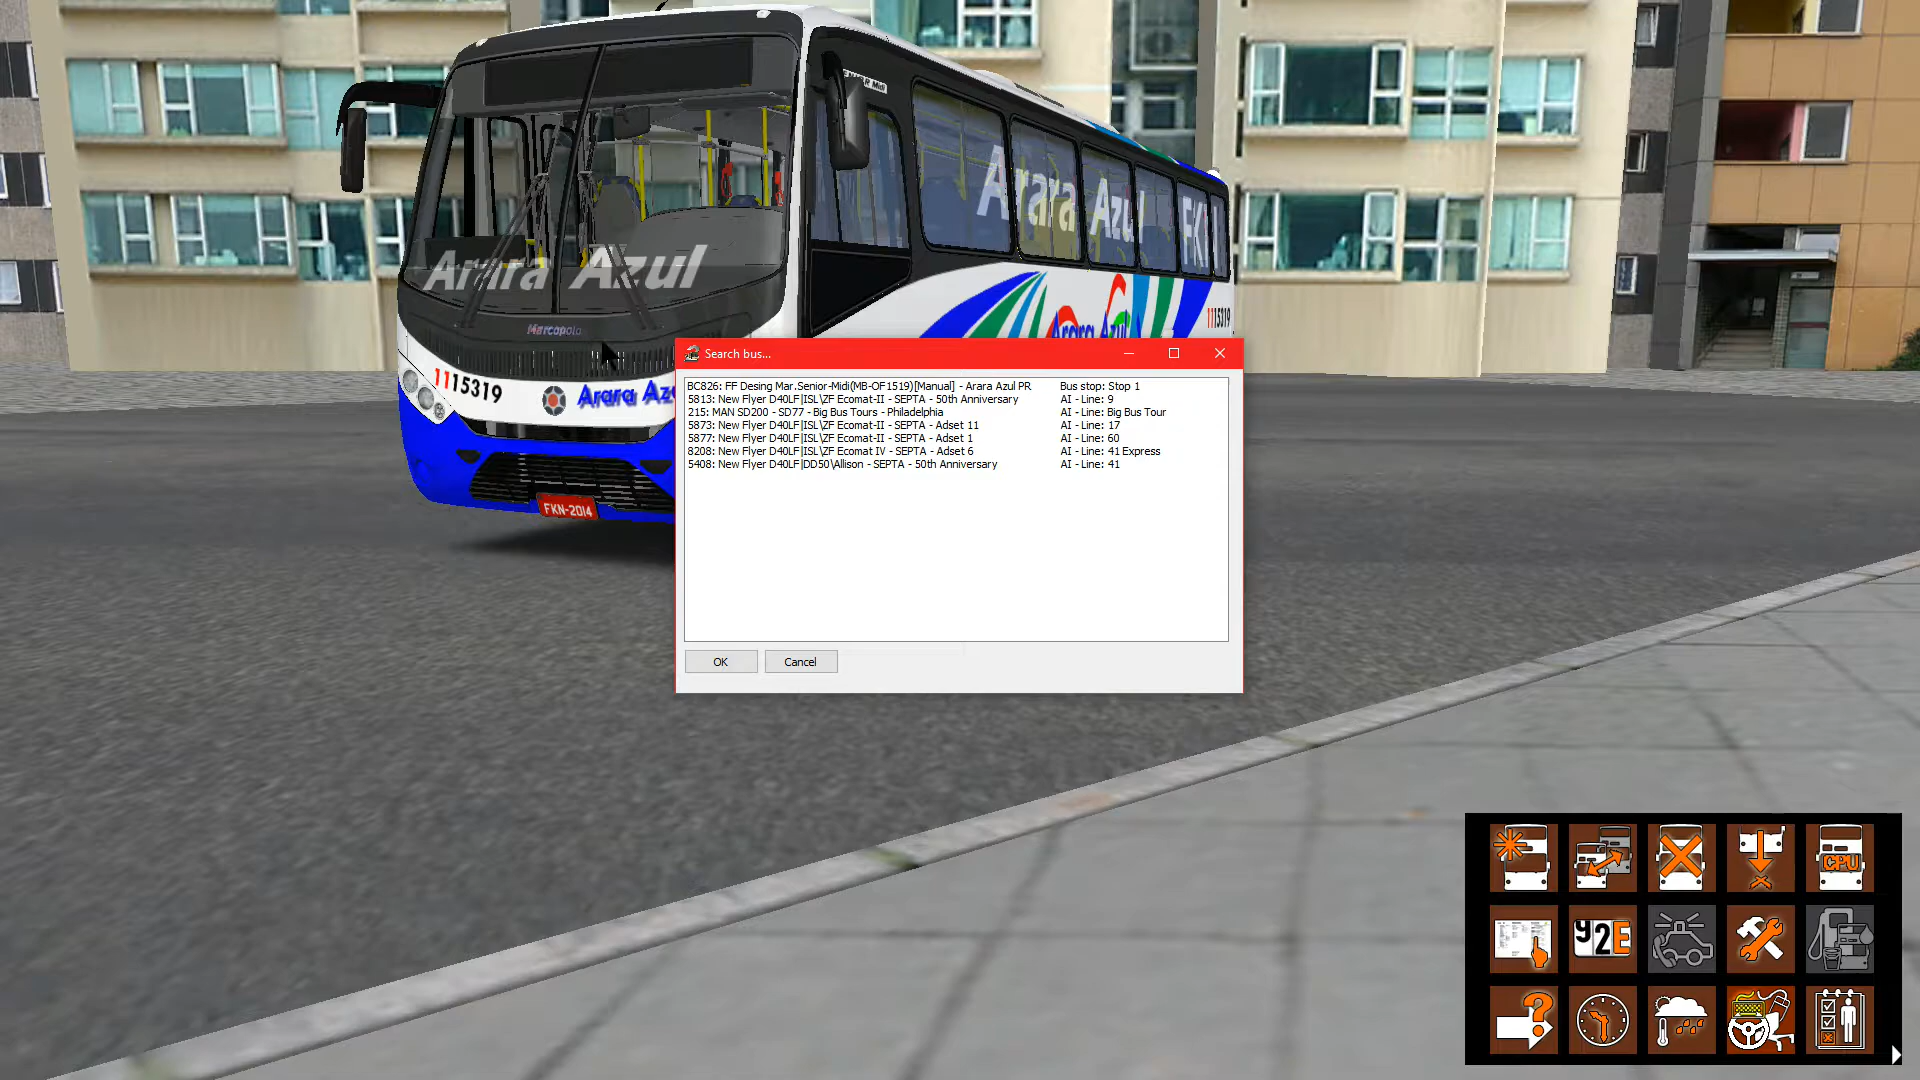 Arara Azul
Arara Azul FK
Marcopolo
1115319
Arara Az
Arara Azul
1115319
FKN-2014
Search bus...
BC826: FF Desing Mar.Senior-Midi(MB-OF1519)[Manual] - Arara Azul PR Bus stop: Stop 1
5813: New Flyer D40LF|ISL\ZF Ecomat-II - SEPTA - 50th Anniversary AI - Line: 9
215: MAN SD200 - SD77 - Big Bus Tours - Philadelphia AI - Line: Big Bus Tour
5873: New Flyer D40LF|ISL\ZF Ecomat-II - SEPTA - Adset 11 AI - Line: 17
5877: New Flyer D40LF|ISL\ZF Ecomat-II - SEPTA - Adset 1 AI - Line: 60
8208: New Flyer D40LF|ISL\ZF Ecomat IV - SEPTA - Adset 6 AI - Line: 41 Express
5408: New Flyer D40LF|DD50\Allison - SEPTA - 50th Anniversary AI - Line: 41
OK Cancel
CPU
92E